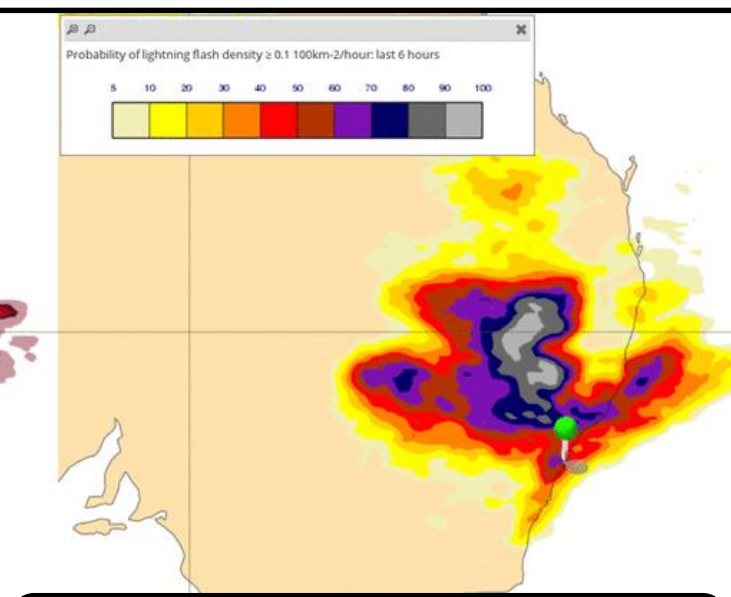 Probability of lightning flash density ≥ 0.1 100km-2/hour: last 6 hours
5 10 20 30 40 50 60 70 80 90 100